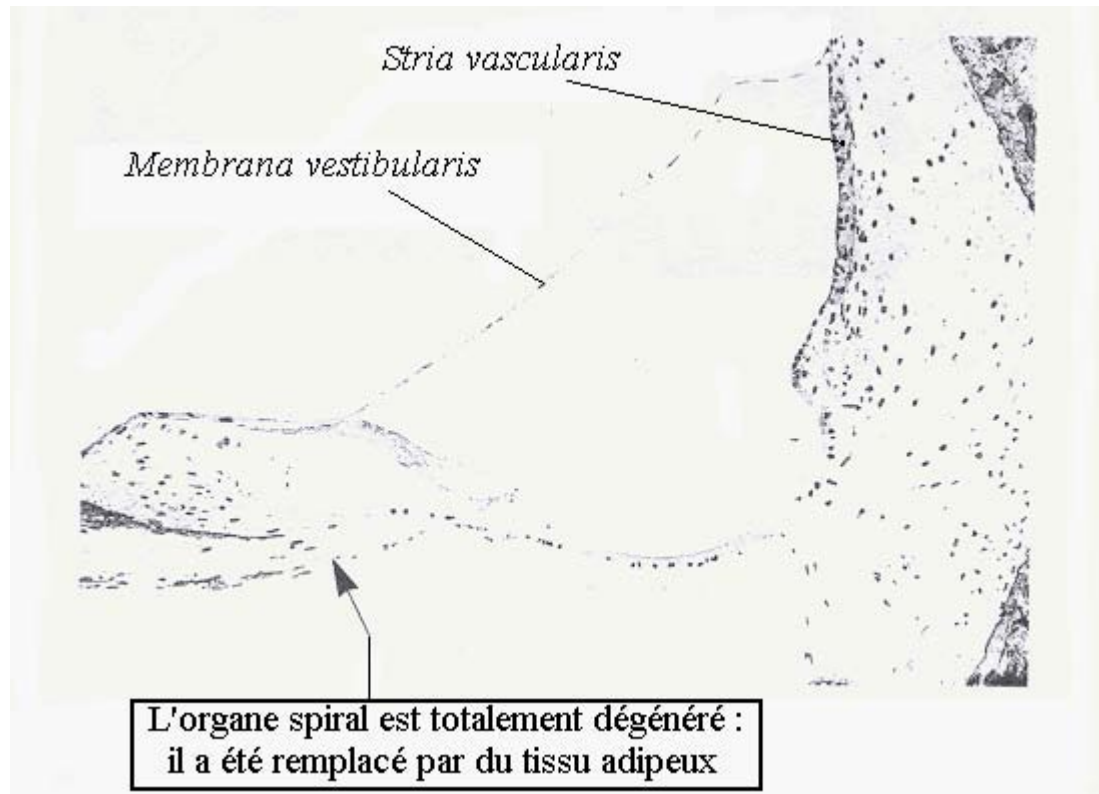 Stria vascularis
Membrana vestibularis
L'organe spiral est totalement dégénéré :
il a été remplacé par du tissu adipeux